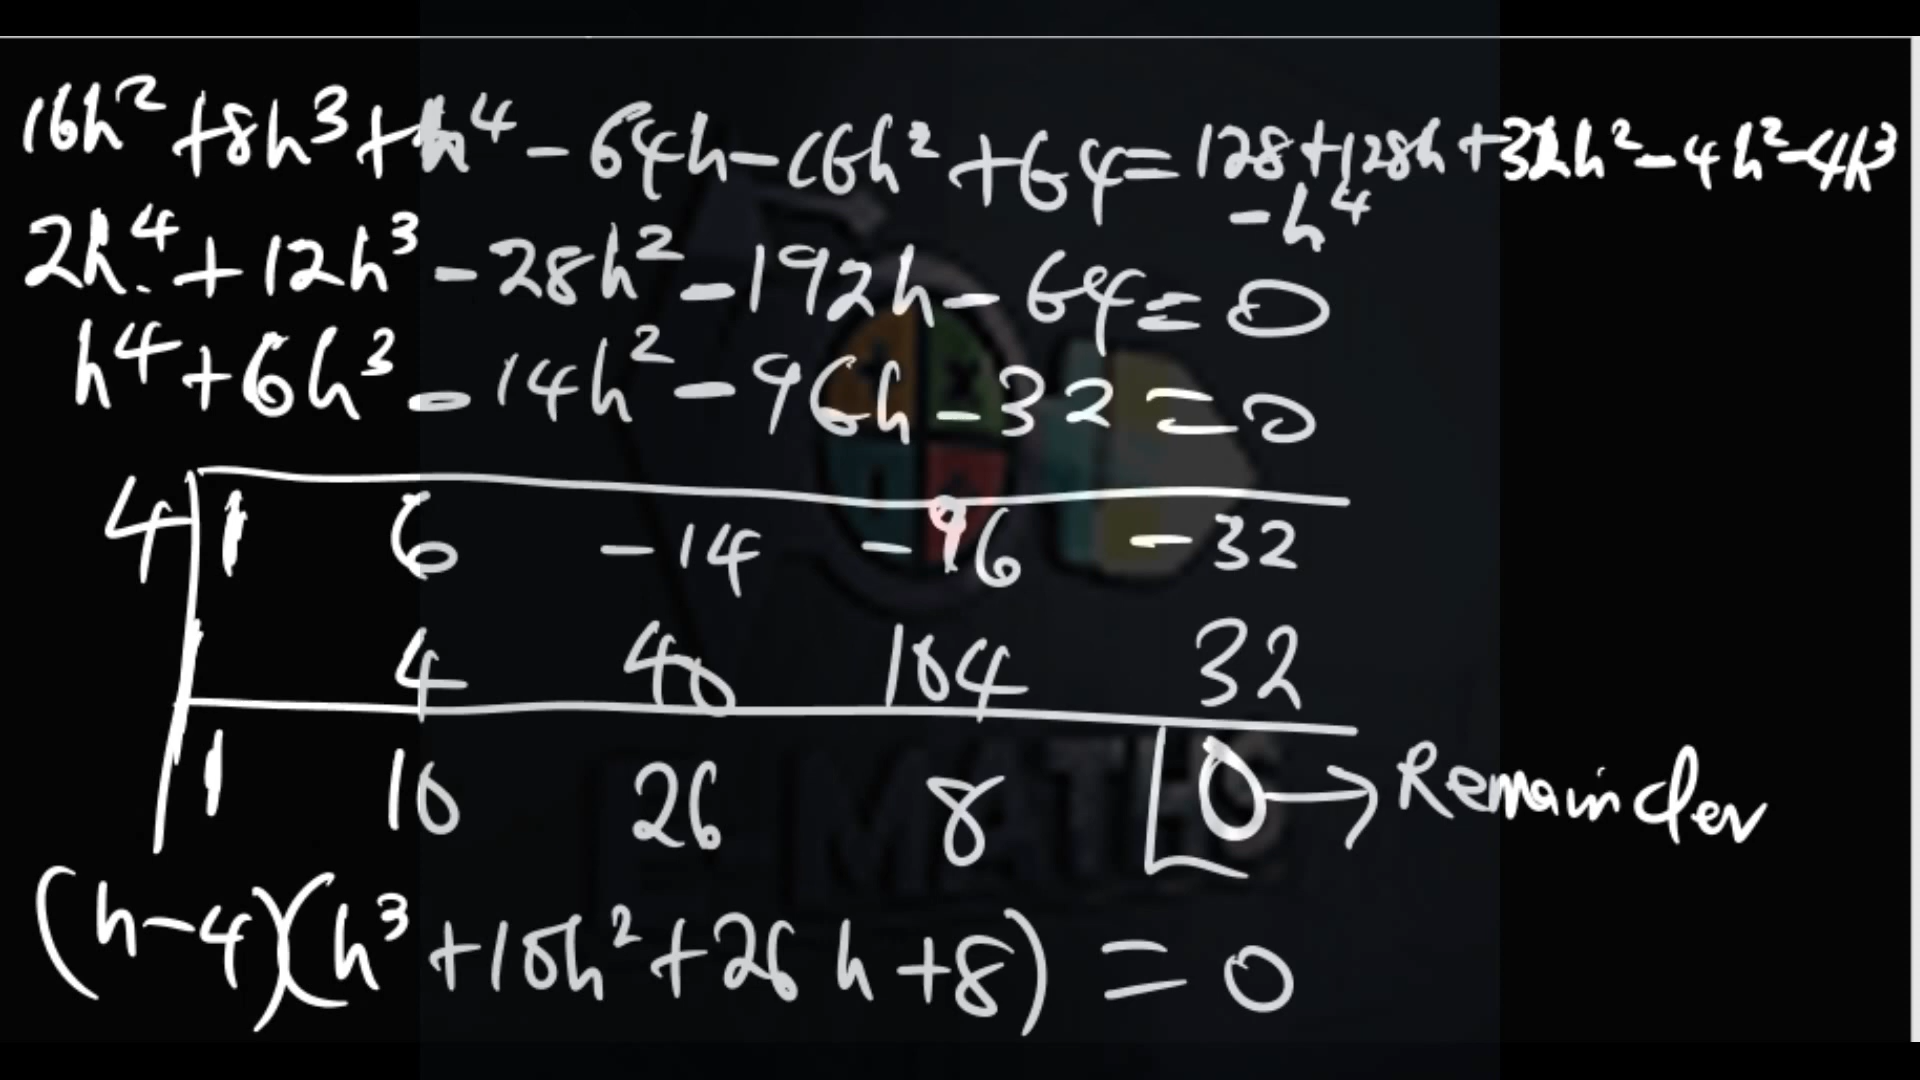 16h² + 8h³ + h⁴ - 64h - 16h² + 64 = 128 + 128h + 32h² - 4h² - 4h³
- h⁴
2h⁴ + 12h³ - 28h² - 192h - 64 = 0
h⁴ + 6h³ - 14h² - 96h - 32 = 0
4 | 1 6 -14 -96 -32
4 40 104 32
1 10 26 8 0 → Remainder
(h-4)(h³ + 10h² + 26h + 8) = 0
MATHS